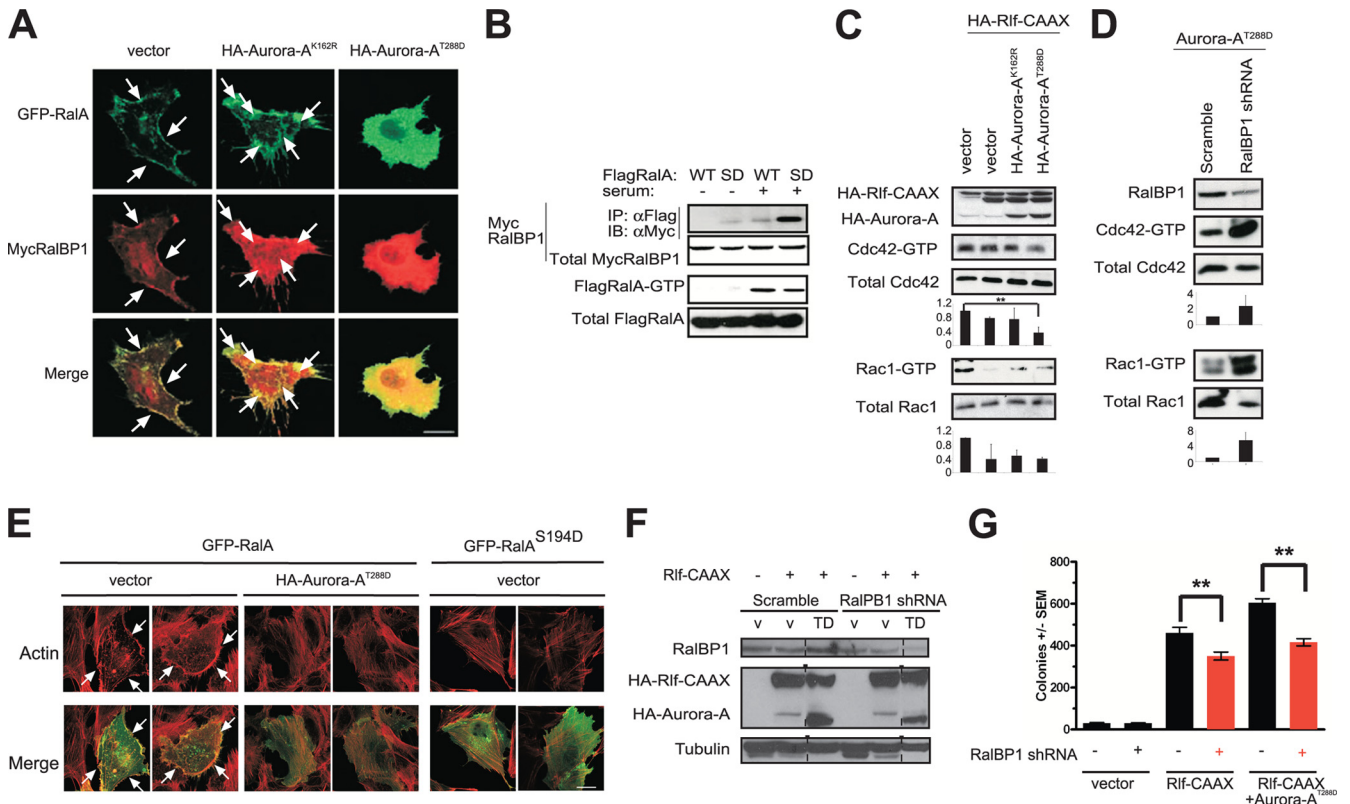 A
vector
HA-Aurora-A^K162R
HA-Aurora-A^T288D
GFP-RalA
MycRalBP1
Merge
B
FlagRalA: WT SD WT SD
serum: - - + +
Myc RalBP1
IP: αFlag
IB: αMyc
Total MycRalBP1
FlagRalA-GTP
Total FlagRalA
C
HA-Rlf-CAAX
vector
vector
HA-Aurora-A^K162R
HA-Aurora-A^T288D
HA-Rlf-CAAX
HA-Aurora-A
Cdc42-GTP
Total Cdc42
**
1.2
0.8
0.4
0
Rac1-GTP
Total Rac1
1.2
0.8
0.4
0
D
Aurora-A^T288D
Scramble
RalBP1 shRNA
RalBP1
Cdc42-GTP
Total Cdc42
4
2
0
Rac1-GTP
Total Rac1
8
4
0
E
GFP-RalA
GFP-RalA^S194D
vector
HA-Aurora-A^T288D
vector
Actin
Merge
F
Rlf-CAAX - + + - + +
Scramble
RalPB1 shRNA
v v TD v v TD
RalBP1
HA-Rlf-CAAX
HA-Aurora-A
Tubulin
G
Colonies +/- SEM
800
600
400
200
0
**
**
RalBP1 shRNA - + - + - +
vector
Rlf-CAAX
Rlf-CAAX
+Aurora-A^T288D